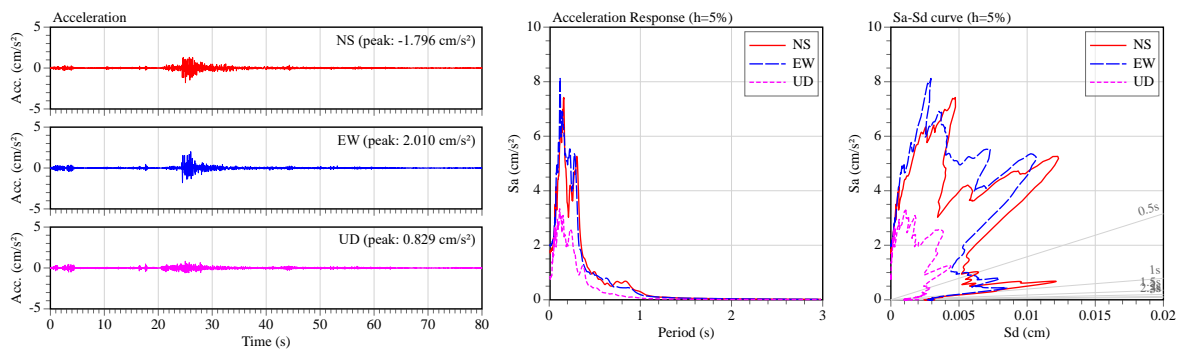 Acceleration
Acc. (cm/s²)
5
0
-5
NS (peak: -1.796 cm/s²)
Acc. (cm/s²)
5
0
-5
EW (peak: 2.010 cm/s²)
Acc. (cm/s²)
5
0
-5
UD (peak: 0.829 cm/s²)
0 10 20 30 40 50 60 70 80
Time (s)
Acceleration Response (h=5%)
Sa (cm/s²)
10
8
6
4
2
0
NS
EW
UD
0 1 2 3
Period (s)
Sa-Sd curve (h=5%)
Sa (cm/s²)
10
8
6
4
2
0
NS
EW
UD
0.5s
1s
1.5s
0 0.005 0.01 0.015 0.02
Sd (cm)